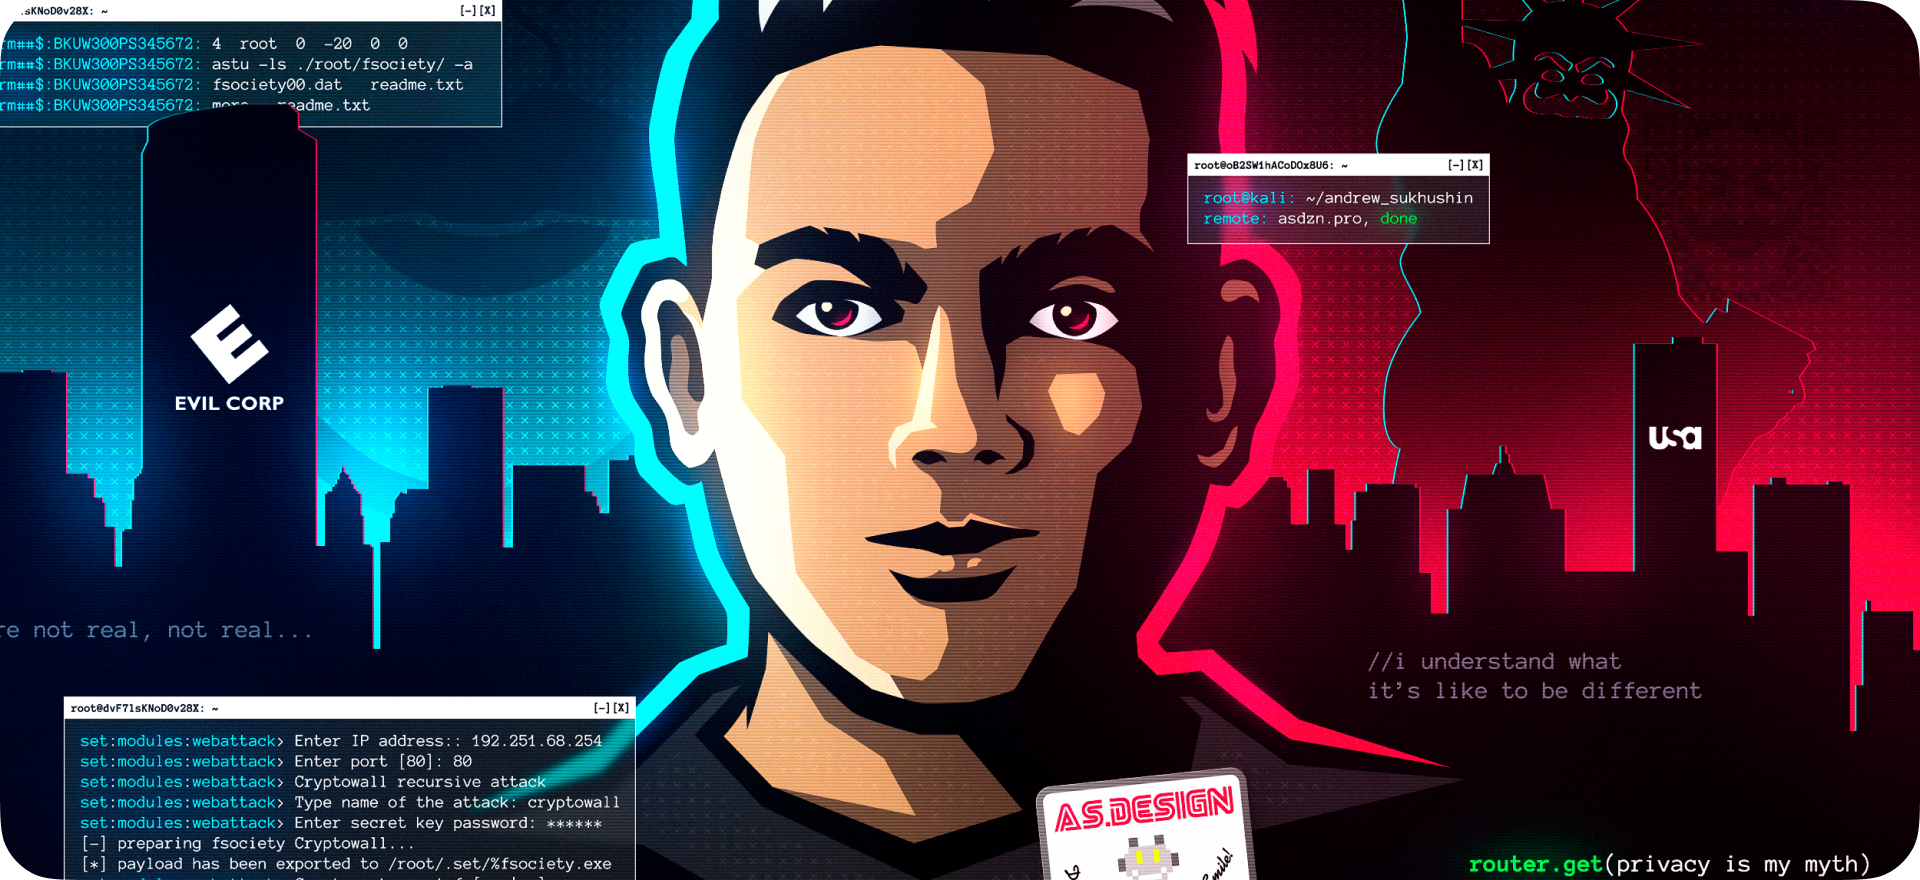 .sKNoD0v28X: ~ [-][X]
rm##$:BKUW300PS345672: 4 root 0 -20 0 0
rm##$:BKUW300PS345672: astu -ls ./root/fsociety/ -a
rm##$:BKUW300PS345672: fsociety00.dat readme.txt
rm##$:BKUW300PS345672: more readme.txt
root@oB2SW1hACoDOx8U6: ~ [-][X]
root@kali: ~/andrew_sukhushin
remote: asdzn.pro, done
E
EVIL CORP
usa
re not real, not real...
//i understand what
it's like to be different
root@dvF7lsKNoD0v28X: ~ [-][X]
set:modules:webattack> Enter IP address:: 192.251.68.254
set:modules:webattack> Enter port [80]: 80
set:modules:webattack> Cryptowall recursive attack
set:modules:webattack> Type name of the attack: cryptowall
set:modules:webattack> Enter secret key password: ******
[-] preparing fsociety Cryptowall...
[*] payload has been exported to /root/.set/%fsociety.exe
AS.DESIGN
Smile!
router.get(privacy is my myth)